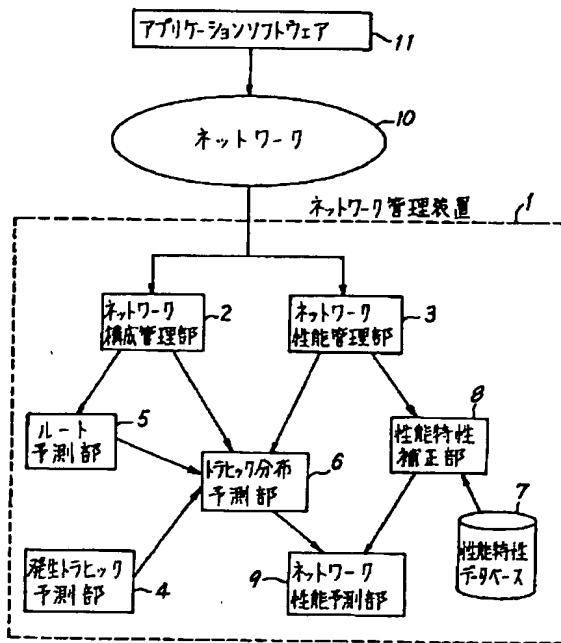 アプリケーションソフトウェア
11
10
ネットワーク
ネットワーク管理装置
1
ネットワーク
構成管理部
2
ネットワーク
性能管理部
3
ルート
予測部
5
トラヒック分布
予測部
6
性能特性
補正部
8
7
性能特性
データベース
発生トラヒック
予測部
4
9
ネットワーク
性能予測部